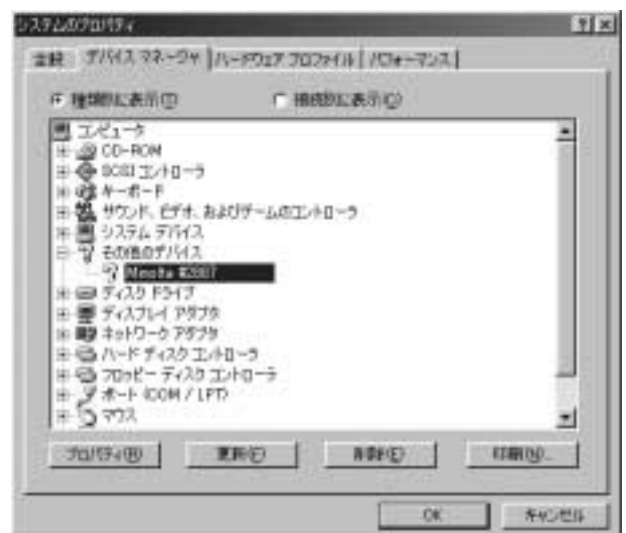 システムのプロパティ
全般 デバイス マネージャ ハードウェア プロファイル パフォーマンス
種類別に表示(T) 接続別に表示(C)
コンピュータ
CD-ROM
SCSI コントローラ
キーボード
サウンド、ビデオ、およびゲームのコントローラ
システム デバイス
その他のデバイス
Minolta #2887
ディスク ドライブ
ディスプレイ アダプタ
ネットワーク アダプタ
ハード ディスク コントローラ
フロッピー ディスク コントローラ
ポート (COM / LPT)
マウス
プロパティ(R) 更新(F) 削除(E) 印刷(N)...
OK キャンセル